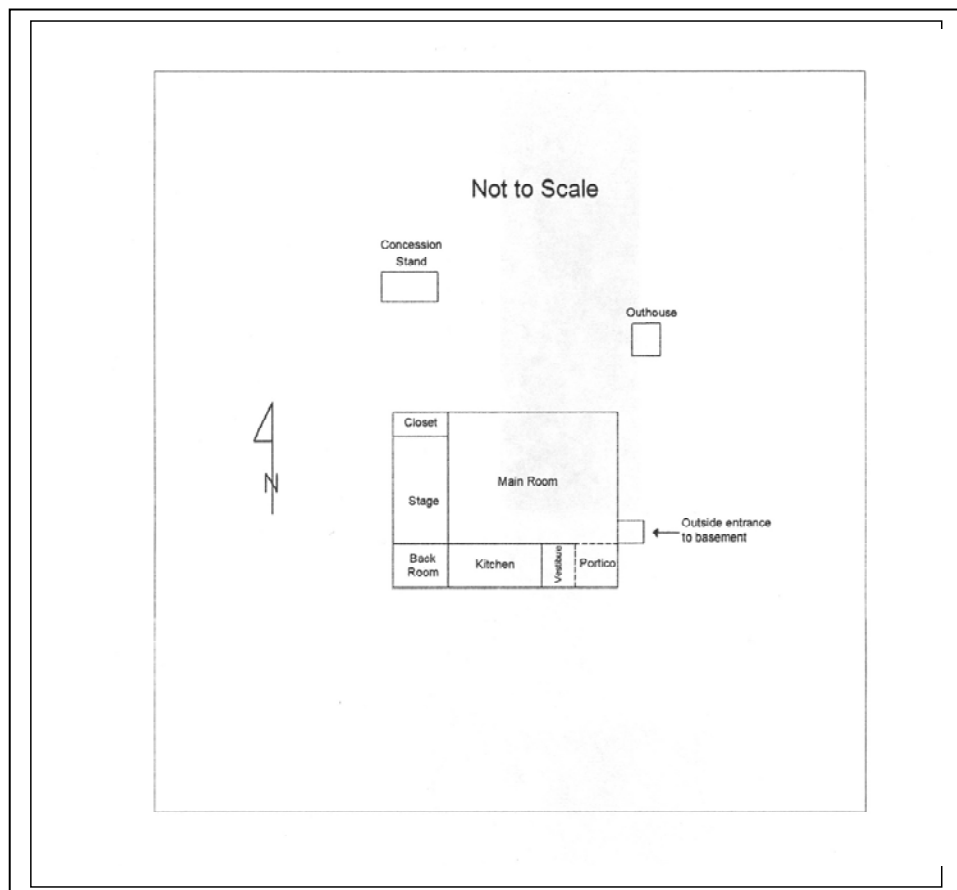 Not to Scale
Concession
Stand
Outhouse
Closet
Main Room
N
Stage
Outside entrance
to basement
Back
Room
Kitchen
Vestibule
Portico